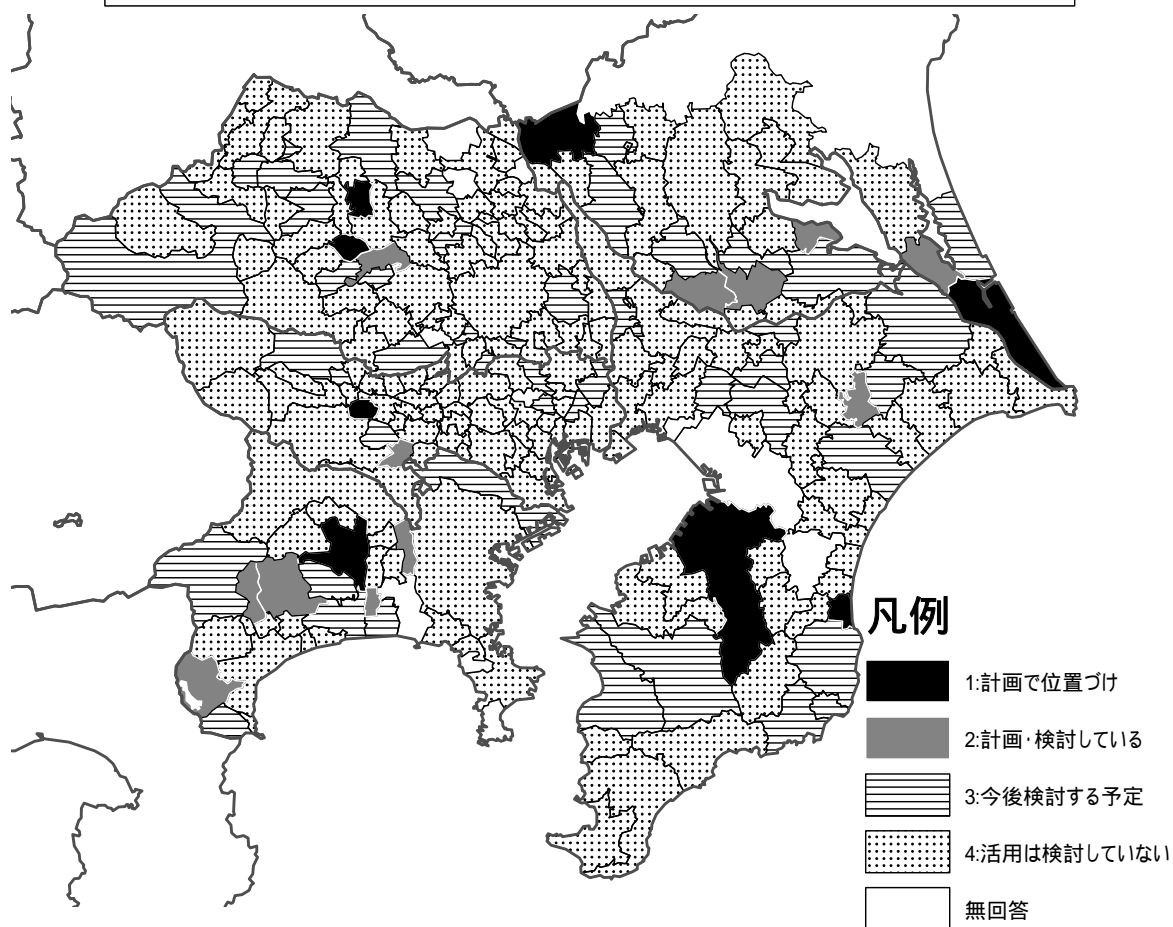 凡例
1:計画で位置づけ
2:計画・検討している
3:今後検討する予定
4:活用は検討していない
無回答